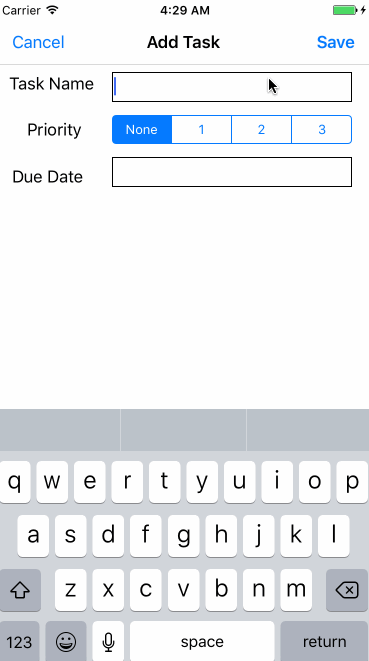 Carrier 4:29 AM
Cancel Add Task Save
Task Name
Priority None 1 2 3
Due Date
q w e r t y u i o p
a s d f g h j k l
z x c v b n m
123 space return